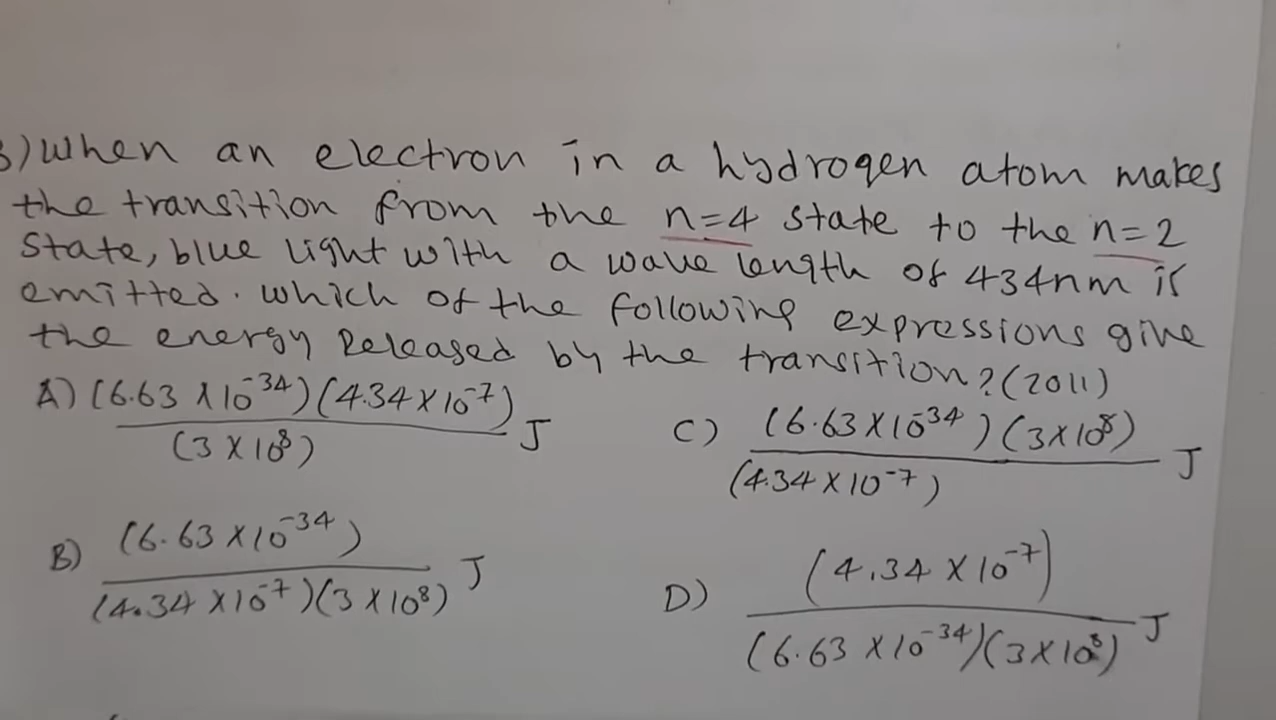 3) When an electron in a hydrogen atom makes
the transition from the n=4 state to the n=2
State, blue light with a wave length of 434nm is
emitted. which of the following expressions give
the energy Released by the transition? (2011)
A) (6.63 X 10^-34)(4.34 X 10^-7) / (3 X 10^8) J
C) (6.63 X 10^-34)(3 X 10^8) / (4.34 X 10^-7) J
B) (6.63 X 10^-34) / (4.34 X 10^-7)(3 X 10^8) J
D) (4.34 X 10^-7) / (6.63 X 10^-34)(3 X 10^8) J